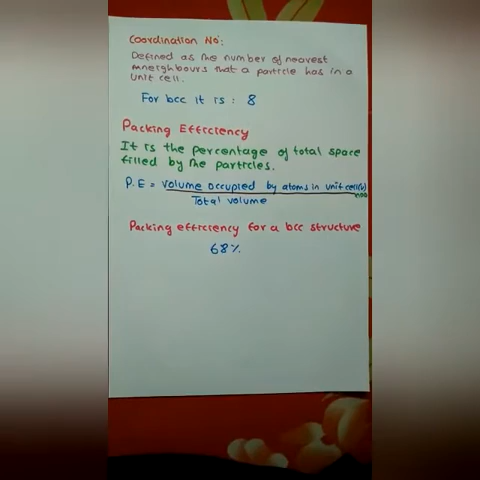 Coordination No:
Defined as the number of nearest
neighbours that a particle has in a
unit cell.
For bcc it is : 8
Packing Efficiency
It is the percentage of total space
filled by the particles.
P.E = volume occupied by atoms in unit cell(v)
×100
Total volume
Packing efficiency for a bcc structure
68%